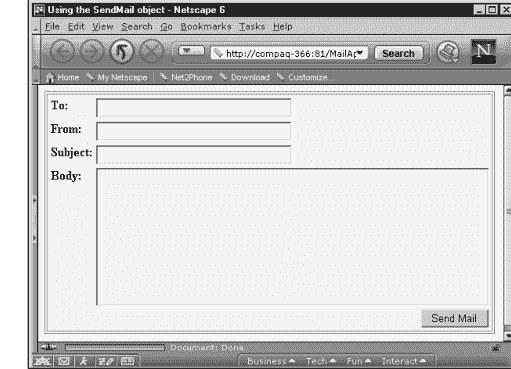 Using the SendMail object - Netscape 6
File Edit View Search Go Bookmarks Tasks Help
http://compaq-366:81/MailAp Search N
Home My Netscape Net2Phone Download Customize...
To:
From:
Subject:
Body:
Send Mail
Document: Done
Business Tech Fun Interact